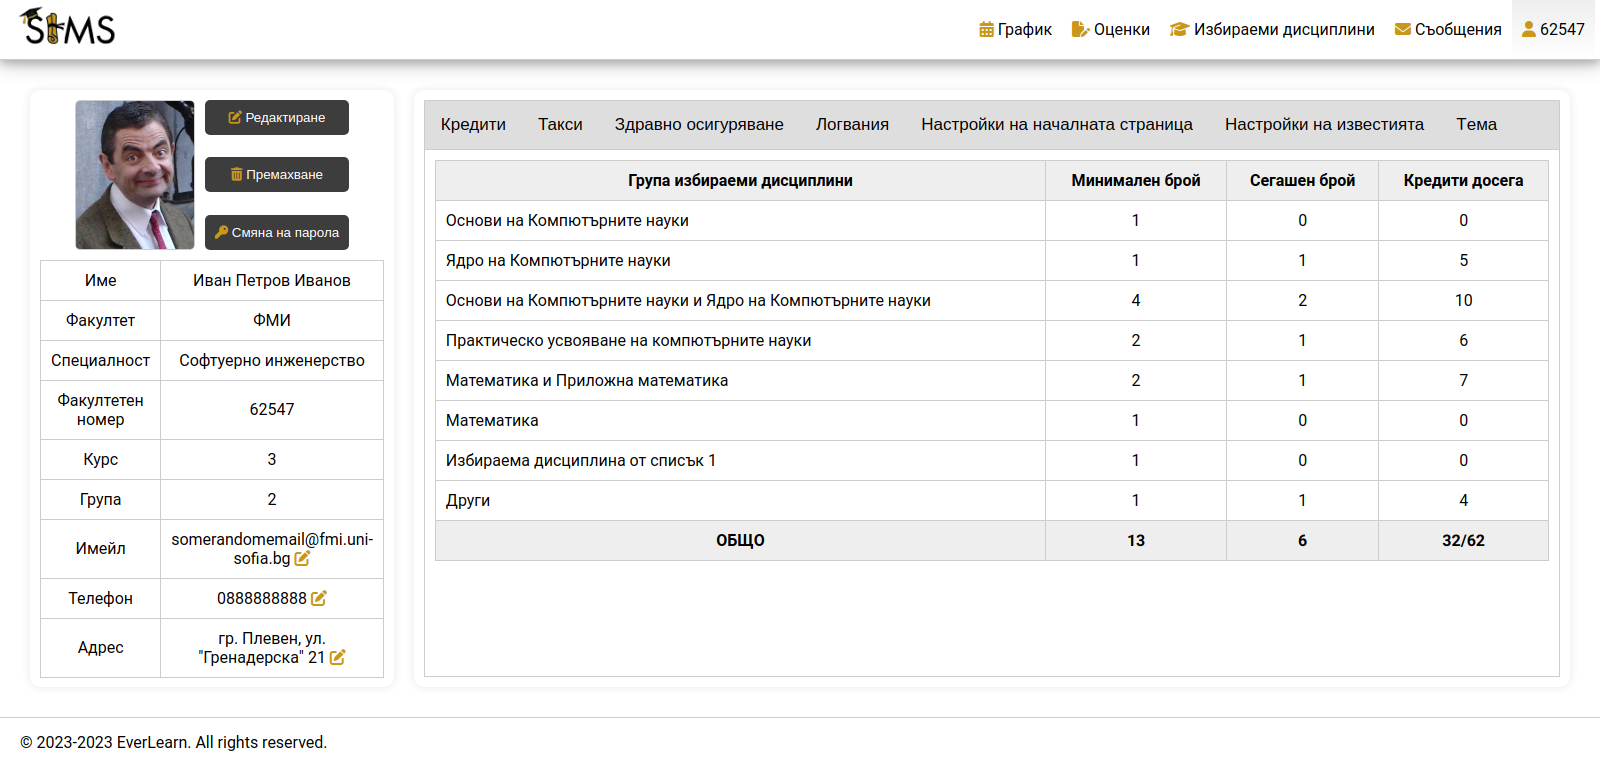 SIMS
График Оценки Избираеми дисциплини Съобщения 62547
Редактиране
Премахване
Смяна на парола
Име Иван Петров Иванов
Факултет ФМИ
Специалност Софтуерно инженерство
Факултетен
номер 62547
Курс 3
Група 2
Имейл somerandomemail@fmi.uni-
sofia.bg
Телефон 0888888888
Адрес гр. Плевен, ул.
"Гренадерска" 21
Кредити Такси Здравно осигуряване Логвания Настройки на началната страница Настройки на известията Тема
Група избираеми дисциплини Минимален брой Сегашен брой Кредити досега
Основи на Компютърните науки 1 0 0
Ядро на Компютърните науки 1 1 5
Основи на Компютърните науки и Ядро на Компютърните науки 4 2 10
Практическо усвояване на компютърните науки 2 1 6
Математика и Приложна математика 2 1 7
Математика 1 0 0
Избираема дисциплина от списък 1 1 0 0
Други 1 1 4
ОБЩО 13 6 32/62
© 2023-2023 EverLearn. All rights reserved.